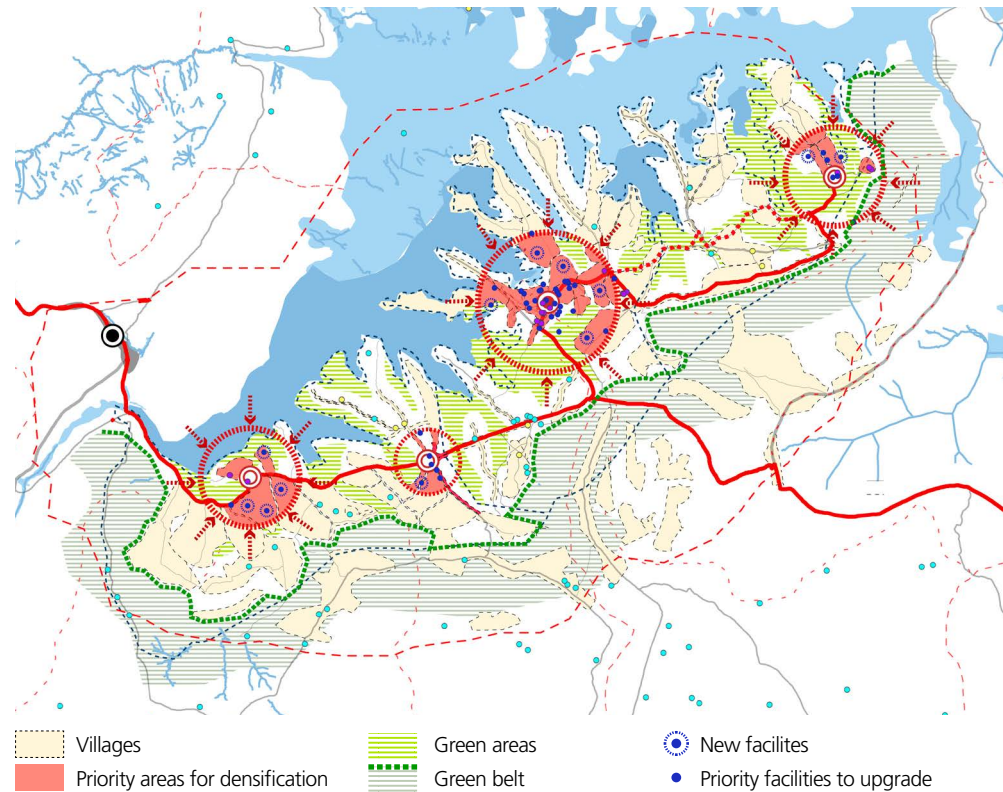 Villages
Green areas
New facilites
Priority areas for densification
Green belt
Priority facilities to upgrade